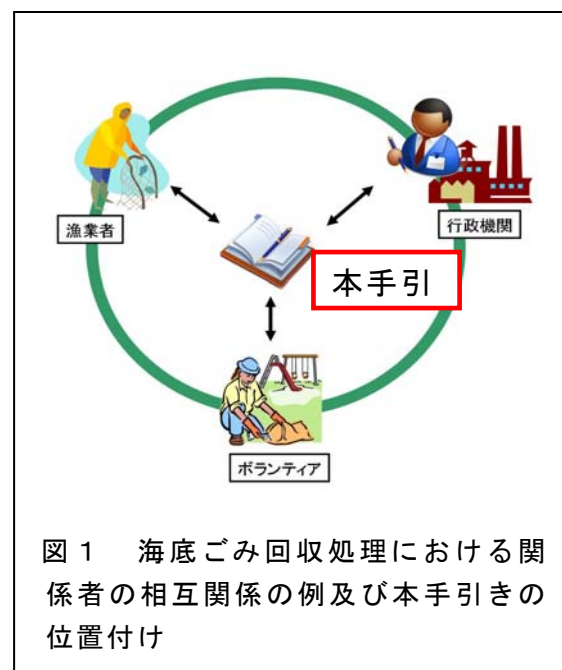 漁業者
行政機関
本手引
ボランティア
図１　海底ごみ回収処理における関
係者の相互関係の例及び本手引きの
位置付け